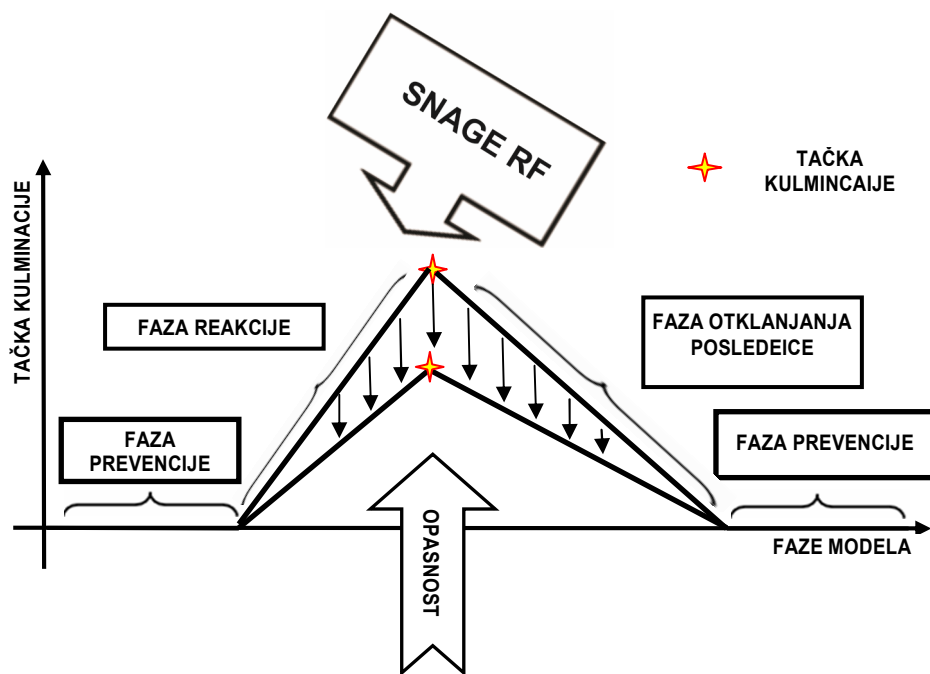 SNAGE RF
TAČKA
KULMINCAIJE
TAČKA KULMINACIJE
FAZA REAKCIJE
FAZA OTKLANJANJA
POSLEDEICE
FAZA
PREVENCIJE
FAZA PREVENCIJE
OPASNOST
FAZE MODELA